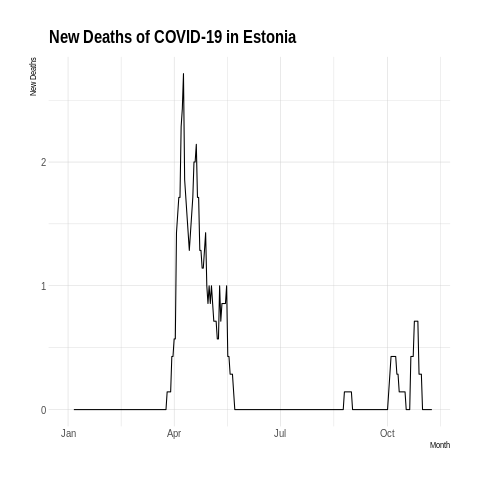 New Deaths of COVID-19 in Estonia
New Deaths
2
1
0
Jan Apr Jul Oct
Month